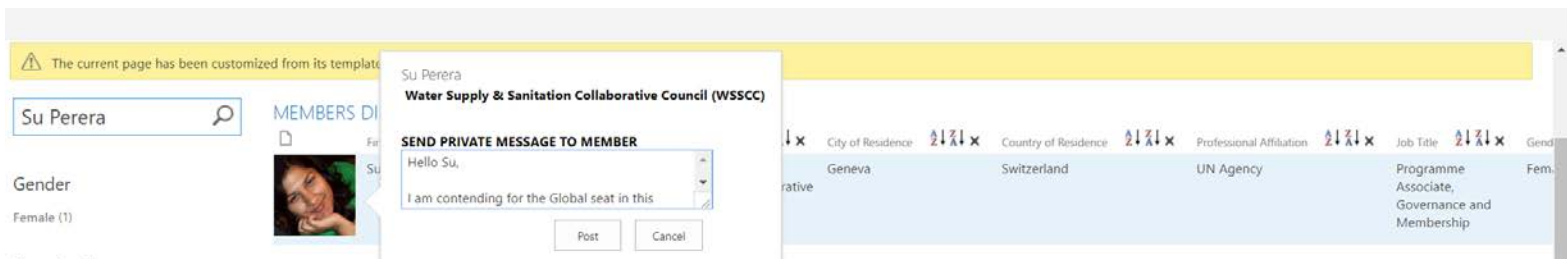 The current page has been customized from its template
Su Perera
Water Supply & Sanitation Collaborative Council (WSSCC)
Su Perera
MEMBERS DI
SEND PRIVATE MESSAGE TO MEMBER
City of Residence
Country of Residence
Professional Affiliation
Job Title
Gend
Hello Su,
I am contending for the Global seat in this
Su
rative
Geneva
Switzerland
UN Agency
Programme
Associate,
Governance and
Membership
Fem
Gender
Female (1)
Post
Cancel